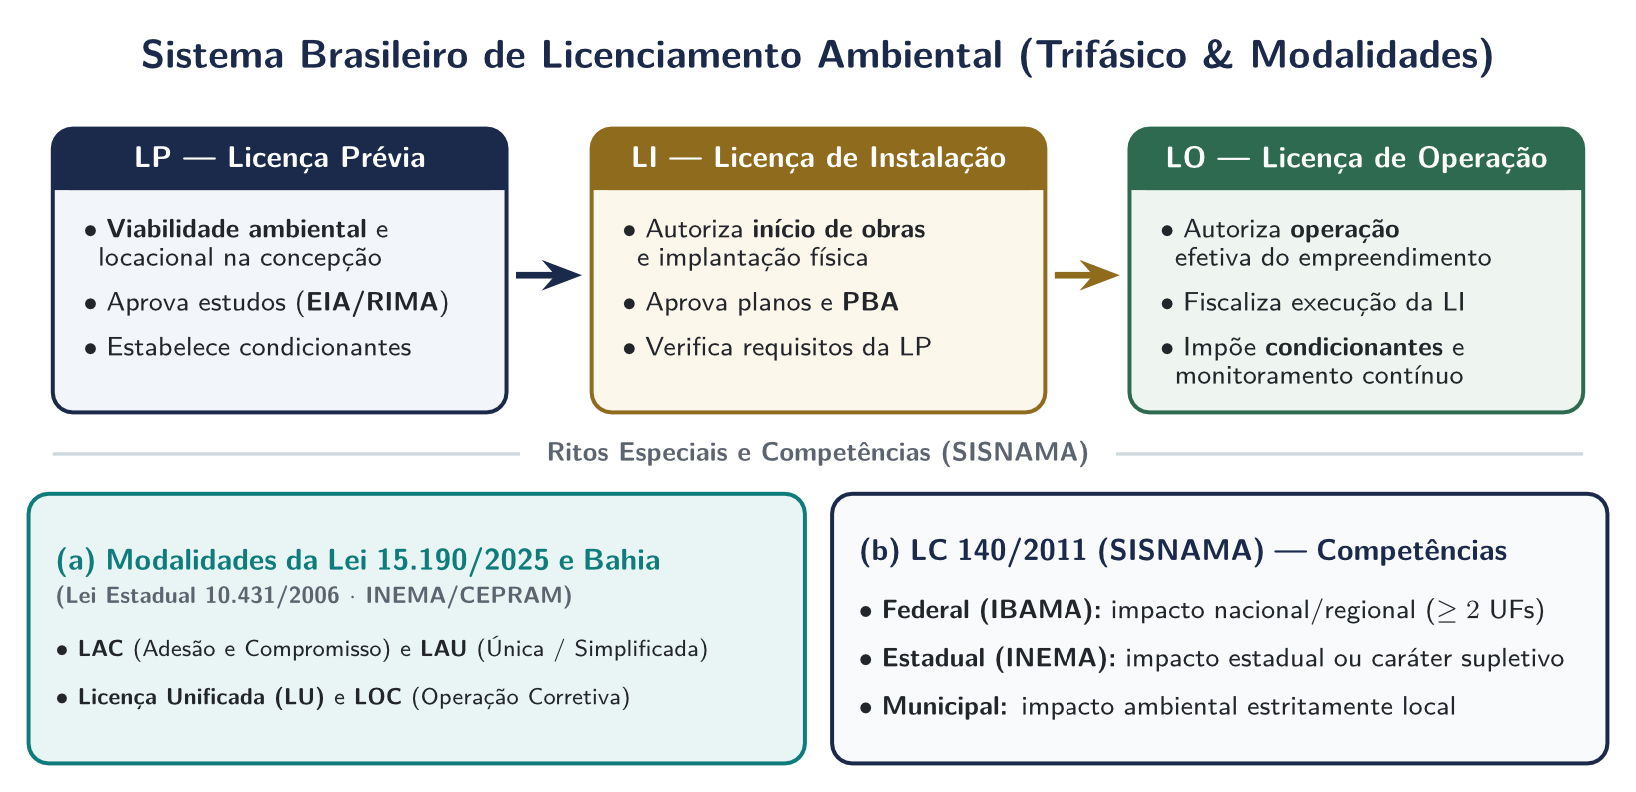 Sistema Brasileiro de Licenciamento Ambiental (Trifásico & Modalidades)
LP — Licença Prévia
• Viabilidade ambiental e
locacional na concepção
• Aprova estudos (EIA/RIMA)
• Estabelece condicionantes
LI — Licença de Instalação
• Autoriza início de obras
e implantação física
• Aprova planos e PBA
• Verifica requisitos da LP
LO — Licença de Operação
• Autoriza operação
efetiva do empreendimento
• Fiscaliza execução da LI
• Impõe condicionantes e
monitoramento contínuo
Ritos Especiais e Competências (SISNAMA)
(a) Modalidades da Lei 15.190/2025 e Bahia
(Lei Estadual 10.431/2006 · INEMA/CEPRAM)
• LAC (Adesão e Compromisso) e LAU (Única / Simplificada)
• Licença Unificada (LU) e LOC (Operação Corretiva)
(b) LC 140/2011 (SISNAMA) — Competências
• Federal (IBAMA): impacto nacional/regional (≥ 2 UFs)
• Estadual (INEMA): impacto estadual ou caráter supletivo
• Municipal: impacto ambiental estritamente local